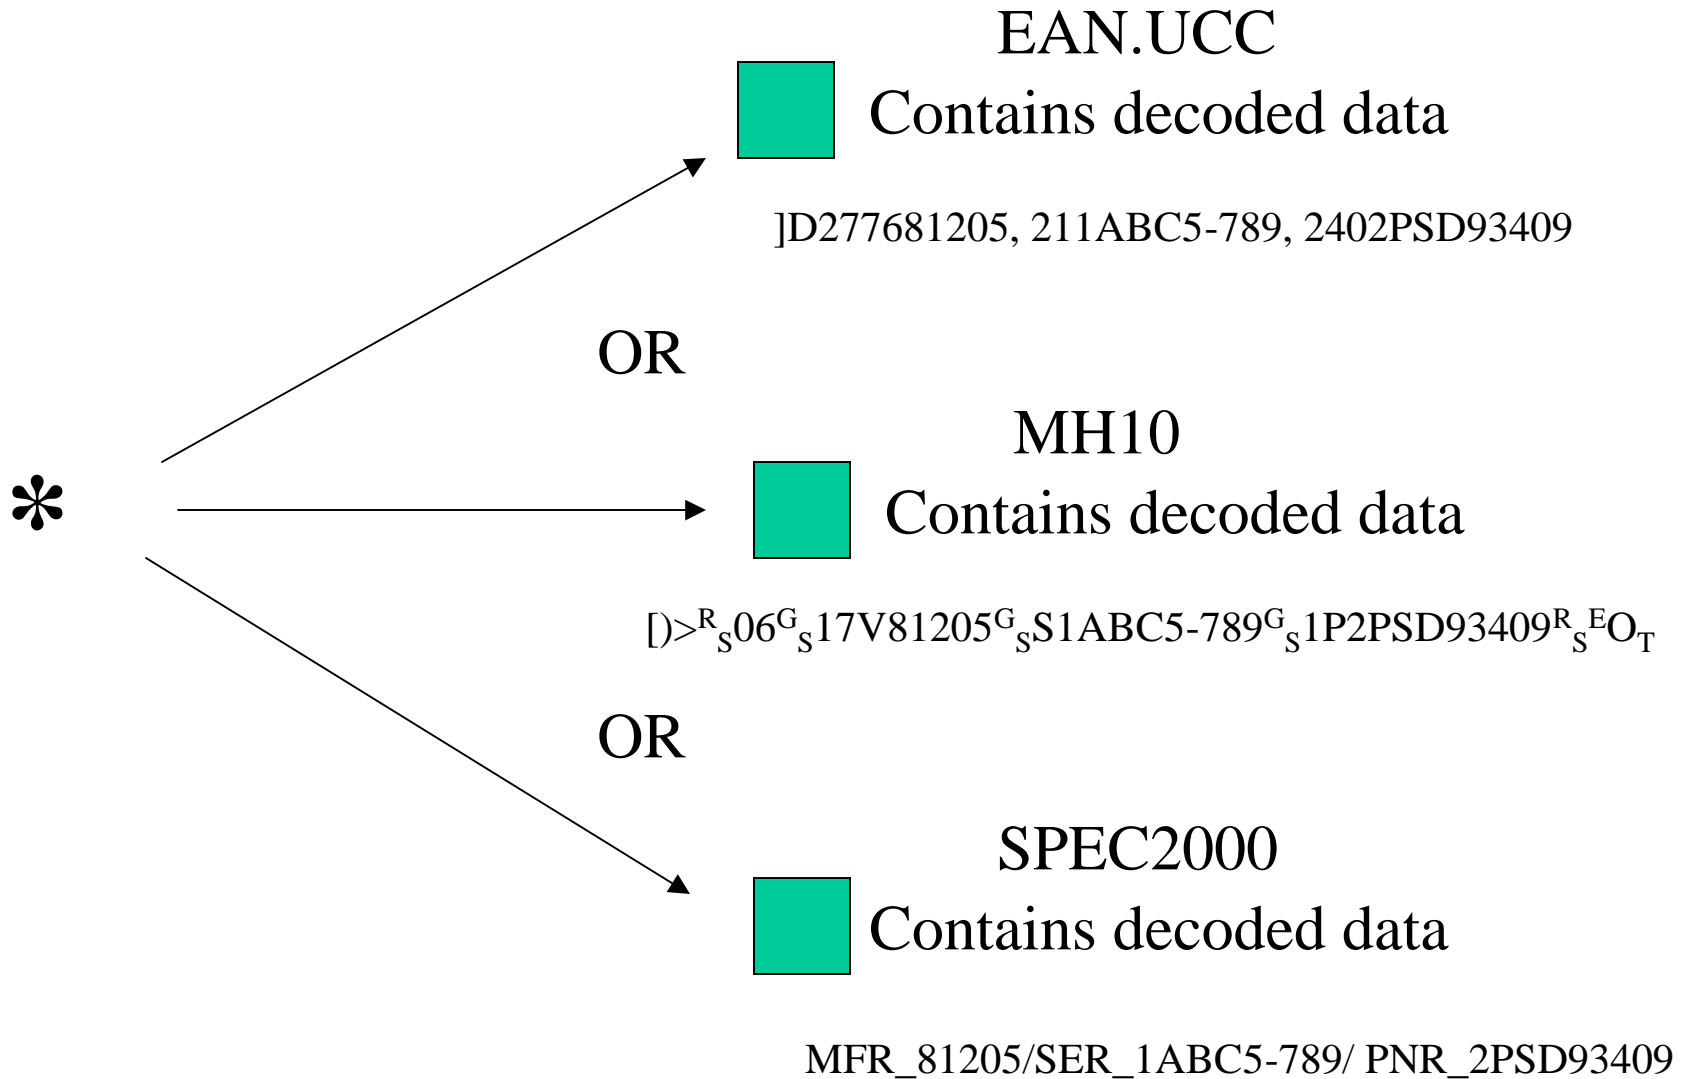 EAN.UCC
Contains decoded data
]D277681205, 211ABC5-789, 2402PSD93409
OR
MH10
*
Contains decoded data
[)>ᴿS06ᴳS17V81205ᴳSS1ABC5-789ᴳS1P2PSD93409ᴿSᴱOT
OR
SPEC2000
Contains decoded data
MFR_81205/SER_1ABC5-789/ PNR_2PSD93409